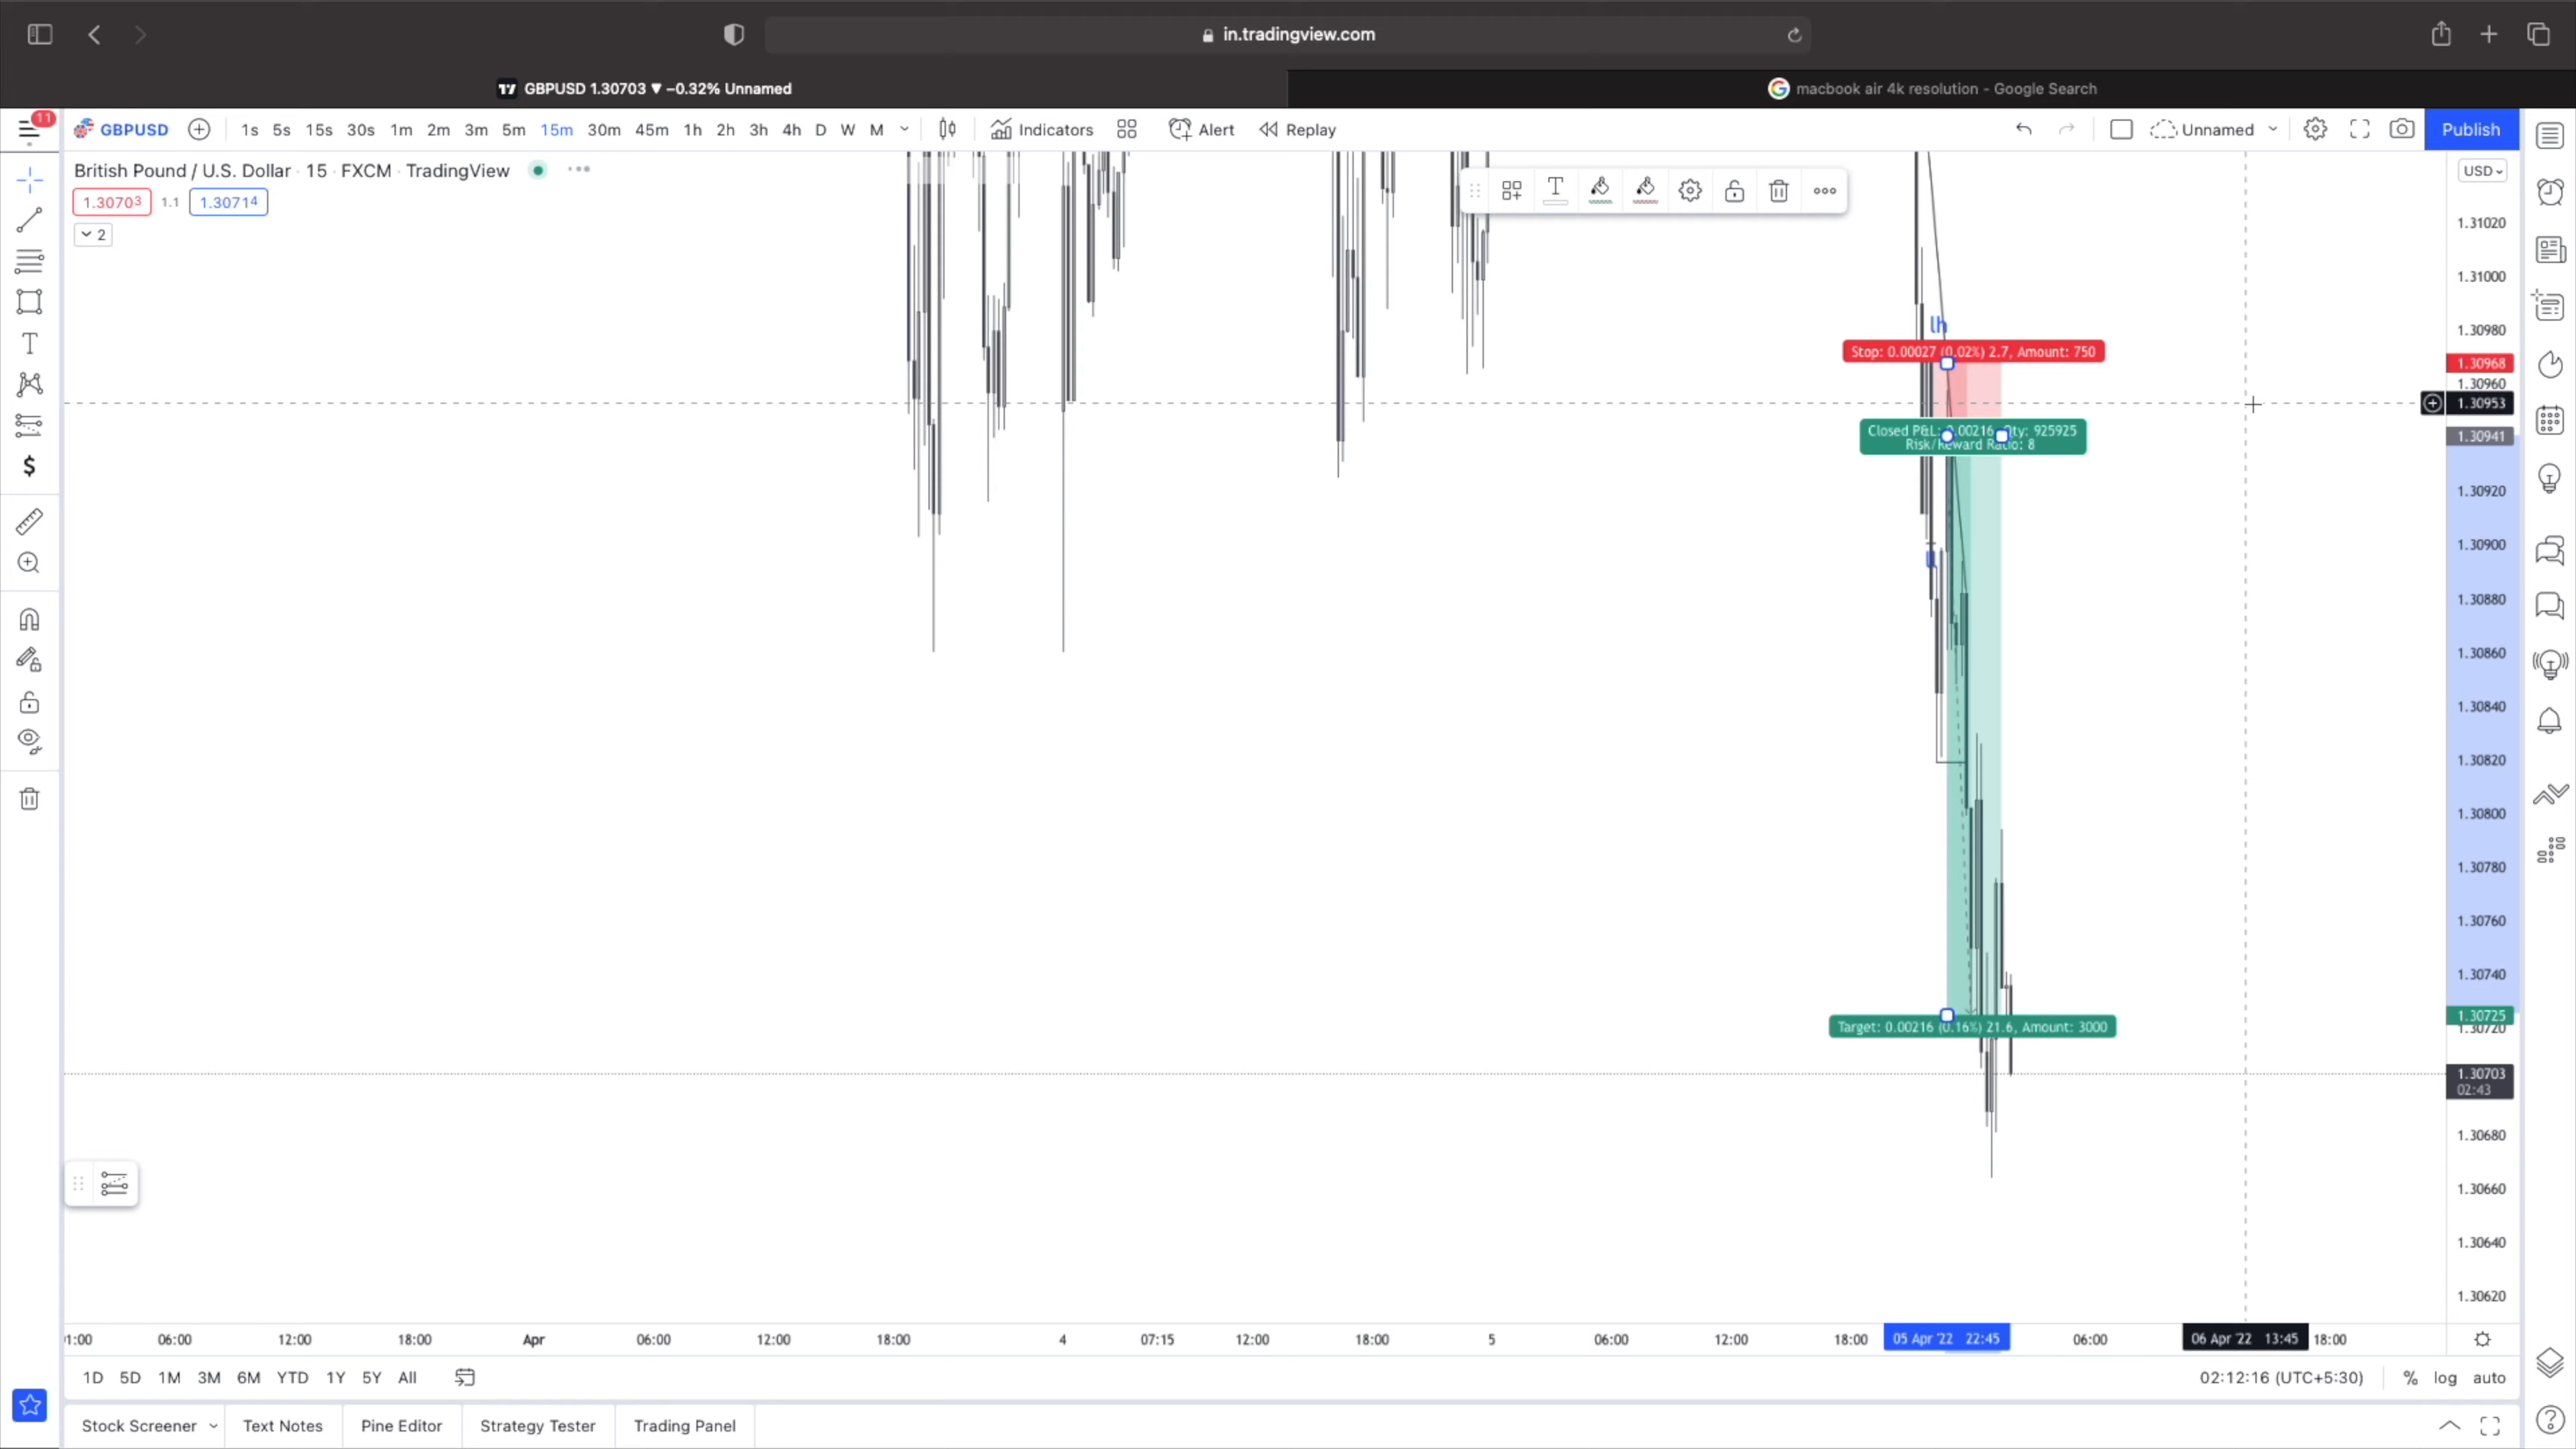 in.tradingview.com
GBPUSD 1.30703 ▼ −0.32% Unnamed
macbook air 4k resolution - Google Search
11
GBPUSD
1s 5s 15s 30s 1m 2m 3m 5m 15m 30m 45m 1h 2h 3h 4h D W M
Indicators
Alert
Replay
Unnamed
Publish
British Pound / U.S. Dollar · 15 · FXCM · TradingView
USD
1.30703 1.1 1.30714
2
1.31020
1.31000
1.30980
1.30968
1.30960
1.30953
1.30941
1.30920
1.30900
1.30880
1.30860
1.30840
1.30820
1.30800
1.30780
1.30760
1.30740
1.30725
1.30720
1.30703
02:43
1.30680
1.30660
1.30640
1.30620
lh
Stop: 0.00027 (0.02%) 2.7, Amount: 750
Closed P&L: 0.00216, Qty: 925925
Risk/Reward Ratio: 8
Target: 0.00216 (0.16%) 21.6, Amount: 3000
06:00 12:00 18:00 Apr 06:00 12:00 18:00 4 07:15 12:00 18:00 5 06:00 12:00 18:00 05 Apr '22 22:45 06:00 06 Apr '22 13:45 18:00
1D 5D 1M 3M 6M YTD 1Y 5Y All
02:12:16 (UTC+5:30) % log auto
Stock Screener Text Notes Pine Editor Strategy Tester Trading Panel